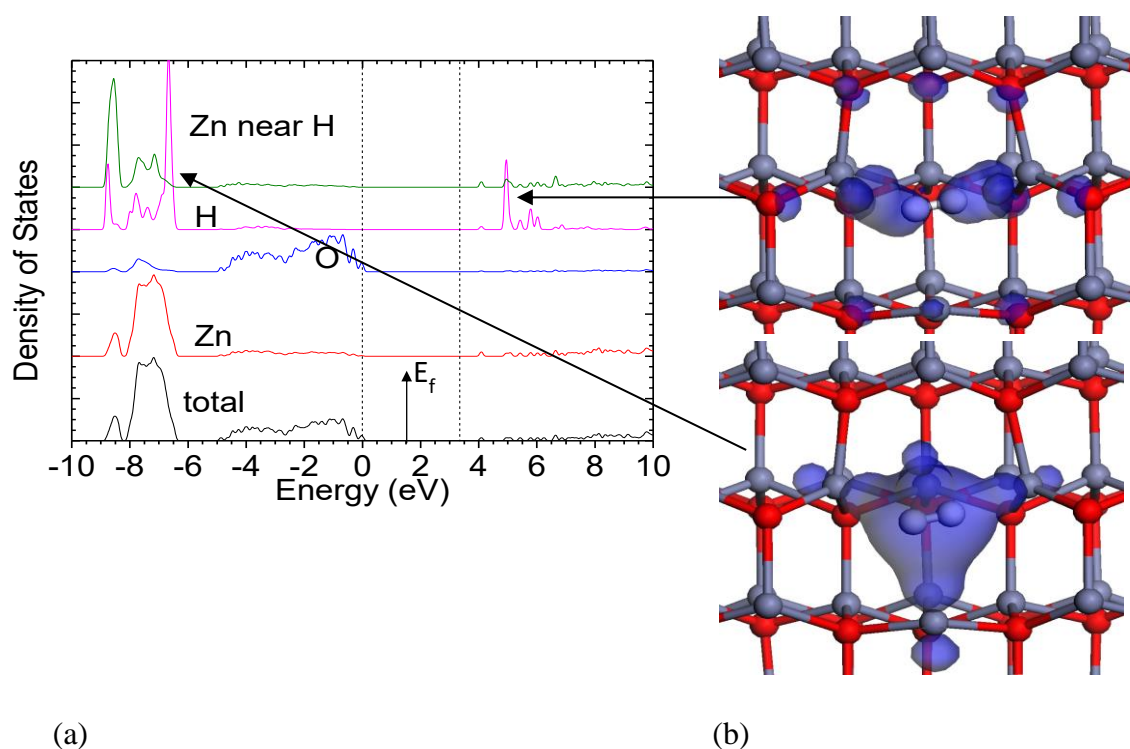 Density of States
Zn near H
H
O
Zn
total
E_f
-10 -8 -6 -4 -2 0 2 4 6 8 10
Energy (eV)
(a) (b)